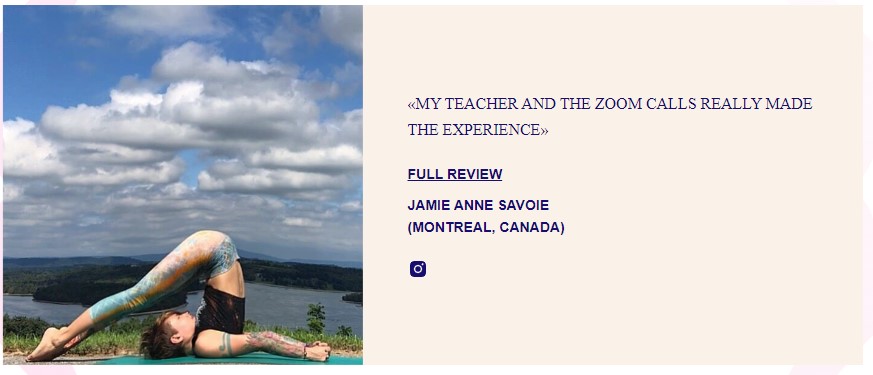 «MY TEACHER AND THE ZOOM CALLS REALLY MADE
THE EXPERIENCE»
FULL REVIEW
JAMIE ANNE SAVOIE
(MONTREAL, CANADA)